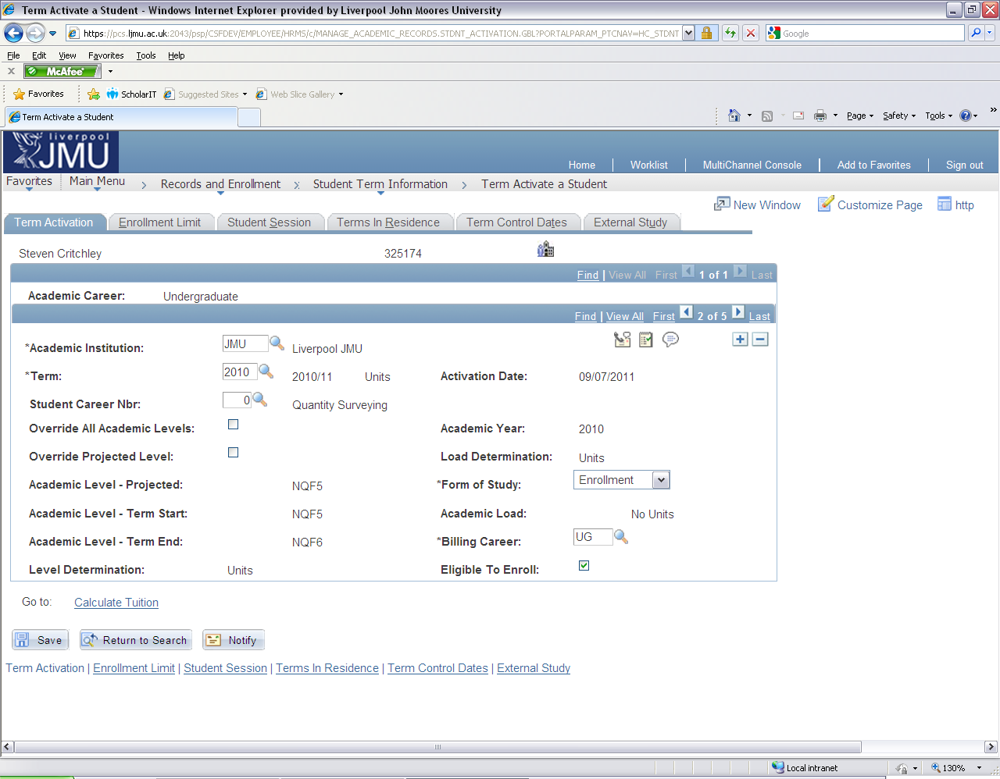 Term Activate a Student - Windows Internet Explorer provided by Liverpool John Moores University
https://pcs.ljmu.ac.uk:2043/psp/CSFDEV/EMPLOYEE/HRMS/c/MANAGE_ACADEMIC_RECORDS.STDNT_ACTIVATION.GBL?PORTALPARAM_PTCNAV=HC_STDNT Google
File Edit View Favorites Tools Help
X McAfee
Favorites ScholarIT Suggested Sites Web Slice Gallery
Term Activate a Student Page Safety Tools »
liverpool
JMU
Home Worklist MultiChannel Console Add to Favorites Sign out
Favorites Main Menu > Records and Enrollment > Student Term Information > Term Activate a Student
New Window Customize Page http
Term Activation Enrollment Limit Student Session Terms In Residence Term Control Dates External Study
Steven Critchley 325174
Find | View All First 1 of 1 Last
Academic Career: Undergraduate
Find | View All First 2 of 5 Last
*Academic Institution: JMU Liverpool JMU
*Term: 2010 2010/11 Units Activation Date: 09/07/2011
Student Career Nbr: 0 Quantity Surveying
Override All Academic Levels: Academic Year: 2010
Override Projected Level: Load Determination: Units
Academic Level - Projected: NQF5 *Form of Study: Enrollment
Academic Level - Term Start: NQF5 Academic Load: No Units
Academic Level - Term End: NQF6 *Billing Career: UG
Level Determination: Units Eligible To Enroll:
Go to: Calculate Tuition
Save Return to Search Notify
Term Activation | Enrollment Limit | Student Session | Terms In Residence | Term Control Dates | External Study
Local intranet 130%